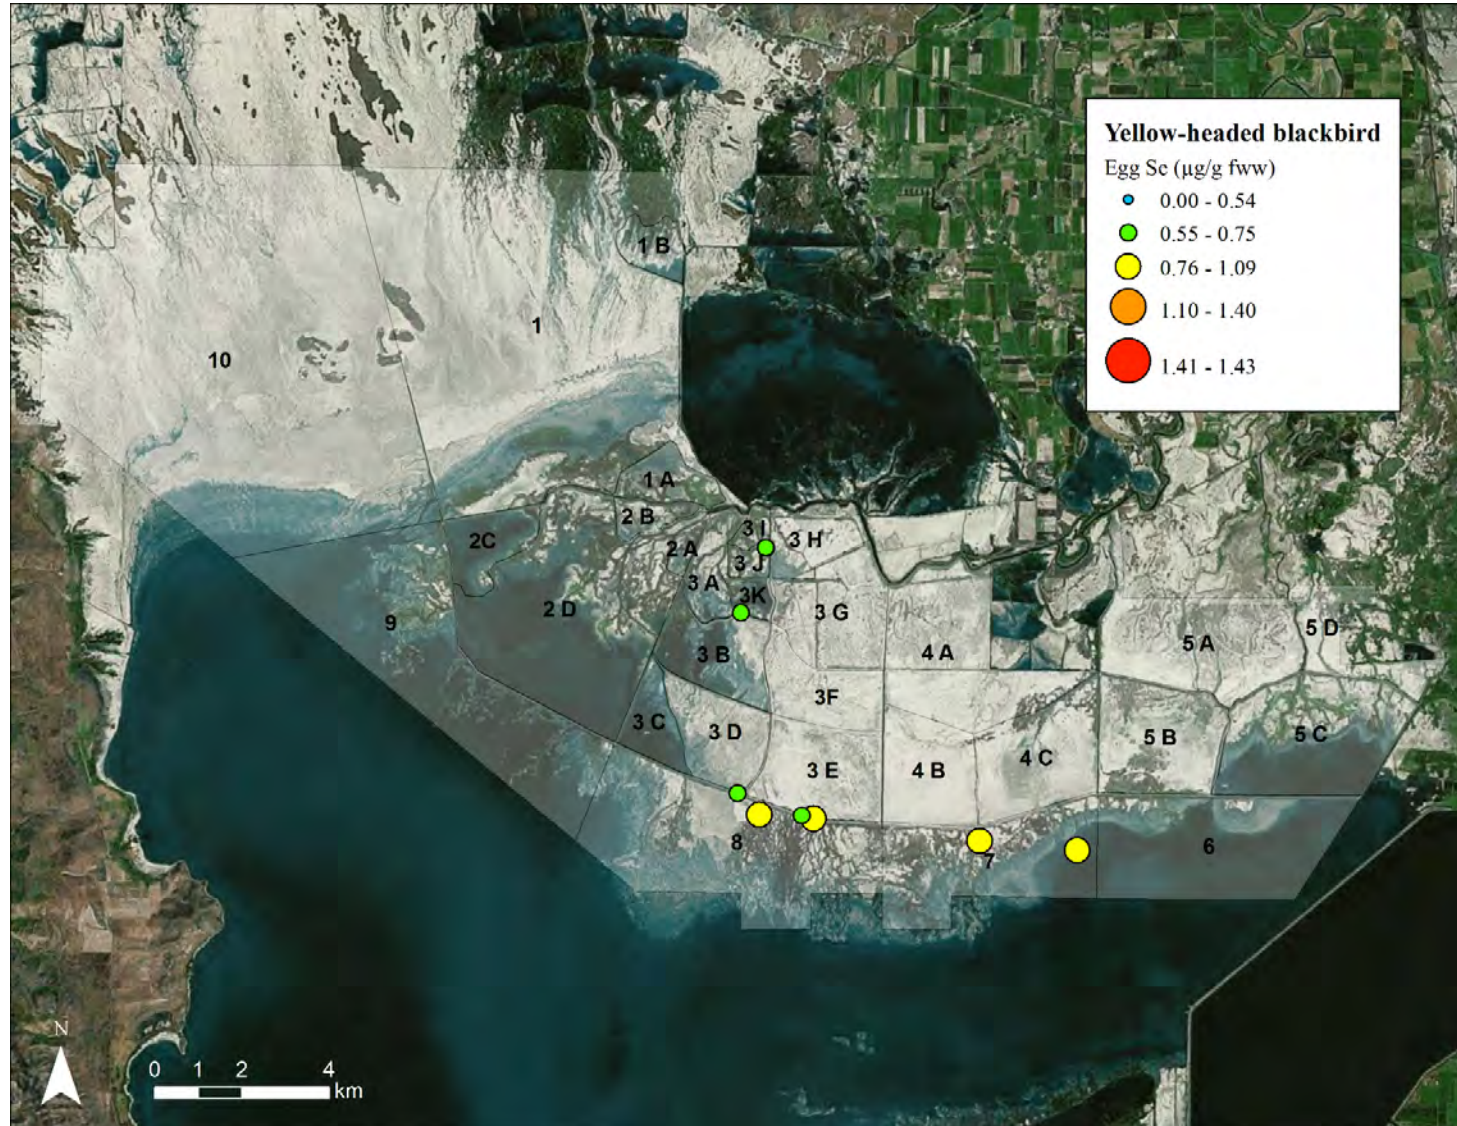 Yellow-headed blackbird
Egg Se (µg/g fww)
0.00 - 0.54
0.55 - 0.75
0.76 - 1.09
1.10 - 1.40
1.41 - 1.43
1 B
1
10
1 A
2 B
2C
2 A
3 I
3 H
3 J
3 A
3K
2 D
9
3 G
3 B
4 A
5 A
5 D
3F
3 C
3 D
5 B
5 C
3 E
4 B
4 C
8
7
6
N
0 1 2 4
km